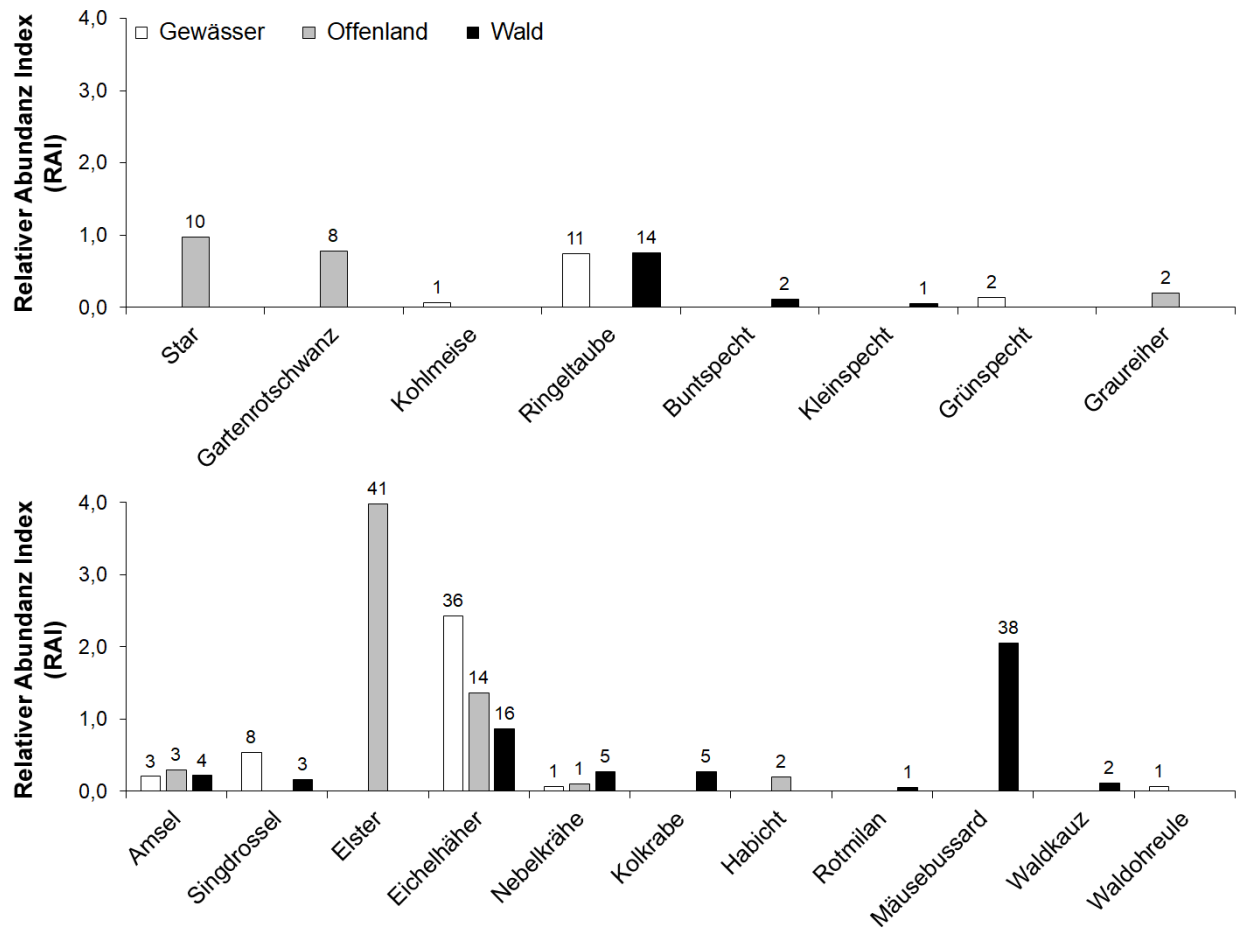 Relativer Abundanz Index
(RAI)
4,0
3,0
2,0
1,0
0,0
Gewässer Offenland Wald
10
8
1
11
14
2
1
2
2
Star
Gartenrotschwanz
Kohlmeise
Ringeltaube
Buntspecht
Kleinspecht
Grünspecht
Graureiher
Relativer Abundanz Index
(RAI)
4,0
3,0
2,0
1,0
0,0
3
3
4
8
3
41
36
14
16
1
1
5
5
2
1
38
2
1
Amsel
Singdrossel
Elster
Eichelhäher
Nebelkrähe
Kolkrabe
Habicht
Rotmilan
Mäusebussard
Waldkauz
Waldohreule